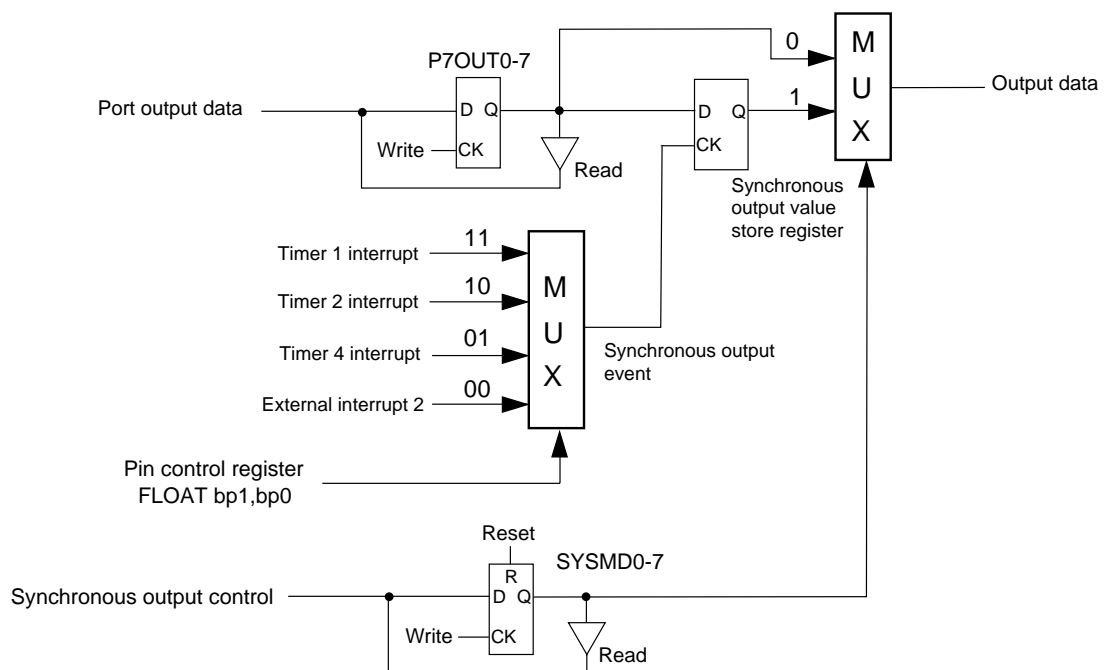 P7OUT0-7
Port output data
D Q
Write
CK
Read
0
1
M
U
X
Output data
D Q
CK
Synchronous
output value
store register
Timer 1 interrupt
11
Timer 2 interrupt
10
Timer 4 interrupt
01
External interrupt 2
00
M
U
X
Synchronous output
event
Pin control register
FLOAT bp1,bp0
Reset
SYSMD0-7
R
Synchronous output control
D Q
Write
CK
Read